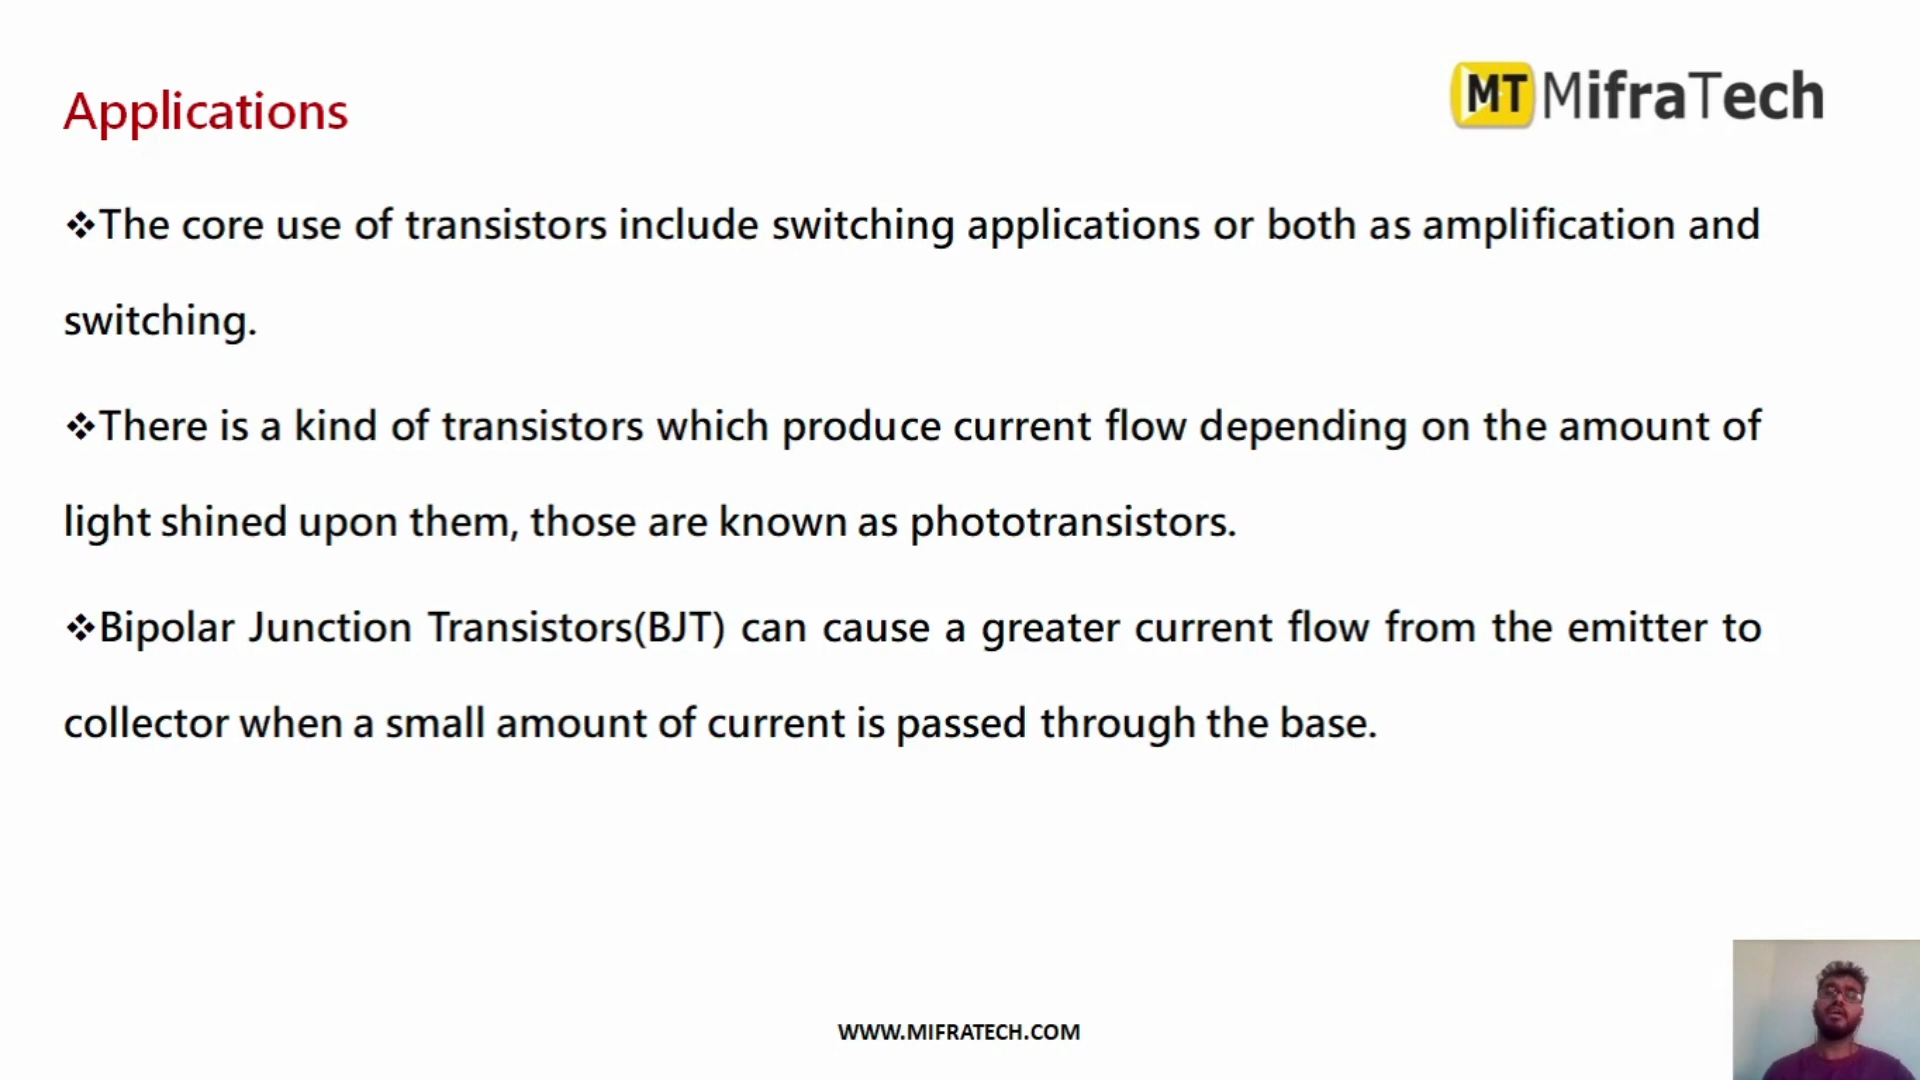 Applications
MT MifraTech
❖The core use of transistors include switching applications or both as amplification and
switching.
❖There is a kind of transistors which produce current flow depending on the amount of
light shined upon them, those are known as phototransistors.
❖Bipolar Junction Transistors(BJT) can cause a greater current flow from the emitter to
collector when a small amount of current is passed through the base.
WWW.MIFRATECH.COM